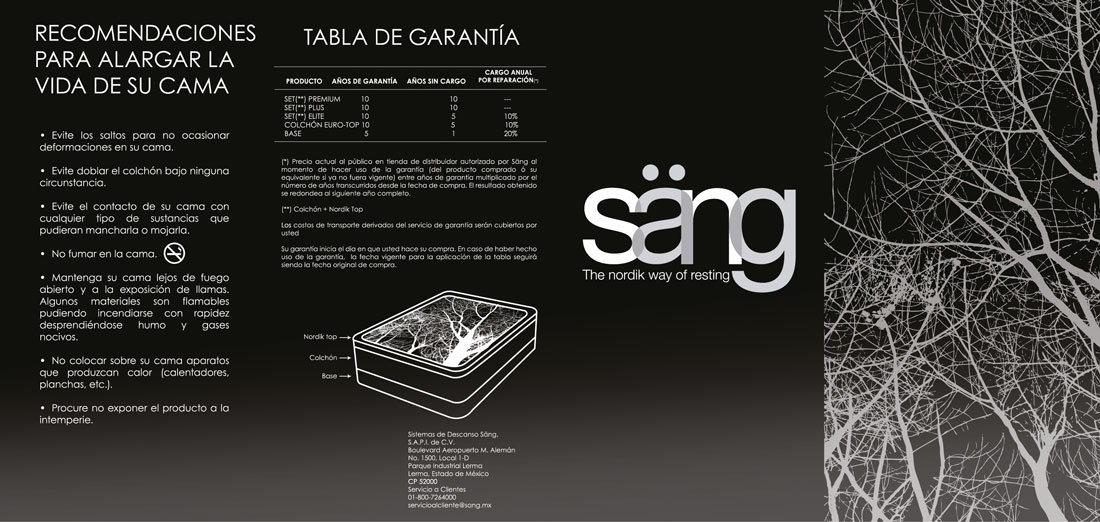 RECOMENDACIONES
PARA ALARGAR LA
VIDA DE SU CAMA
• Evite los saltos para no ocasionar
deformaciones en su cama.
• Evite doblar el colchón bajo ninguna
circunstancia.
• Evite el contacto de su cama con
cualquier tipo de sustancias que
pudieran mancharla o mojarla.
• No fumar en la cama.
• Mantenga su cama lejos de fuego
abierto y a la exposición de llamas.
Algunos materiales son flamables
pudiendo incendiarse con rapidez
desprendiéndose humo y gases
nocivos.
• No colocar sobre su cama aparatos
que produzcan calor (calentadores,
planchas, etc.).
• Procure no exponer el producto a la
intemperie.
TABLA DE GARANTÍA
PRODUCTO AÑOS DE GARANTÍA AÑOS SIN CARGO CARGO ANUAL
POR REPARACIÓN(*)
SET(**) PREMIUM 10 10 ---
SET(**) PLUS 10 10 ---
SET(**) ELITE 10 5 10%
COLCHÓN EURO-TOP 10 5 10%
BASE 5 1 20%
(*) Precio actual al público en tienda de distribuidor autorizado por Säng al
momento de hacer uso de la garantía (del producto comprado ó su
equivalente si ya no fuera vigente) entre años de garantía multiplicado por el
número de años transcurridos desde la fecha de compra. El resultado obtenido
se redondea al siguiente año completo.
(**) Colchón + Nordik Top
Los costos de transporte derivados del servicio de garantía serán cubiertos por
usted
Su garantía inicia el día en que usted hace su compra. En caso de haber hecho
uso de la garantía, la fecha vigente para la aplicación de la tabla seguirá
siendo la fecha original de compra.
Nordik top
Colchón
Base
Sistemas de Descanso Säng,
S.A.P.I. de C.V.
Boulevard Aeropuerto M. Alemán
No. 1500, Local 1-D
Parque Industrial Lerma
Lerma, Estado de México
CP 52000
Servicio a Clientes
01-800-7264000
servicioalcliente@sang.mx
säng
The nordik way of resting